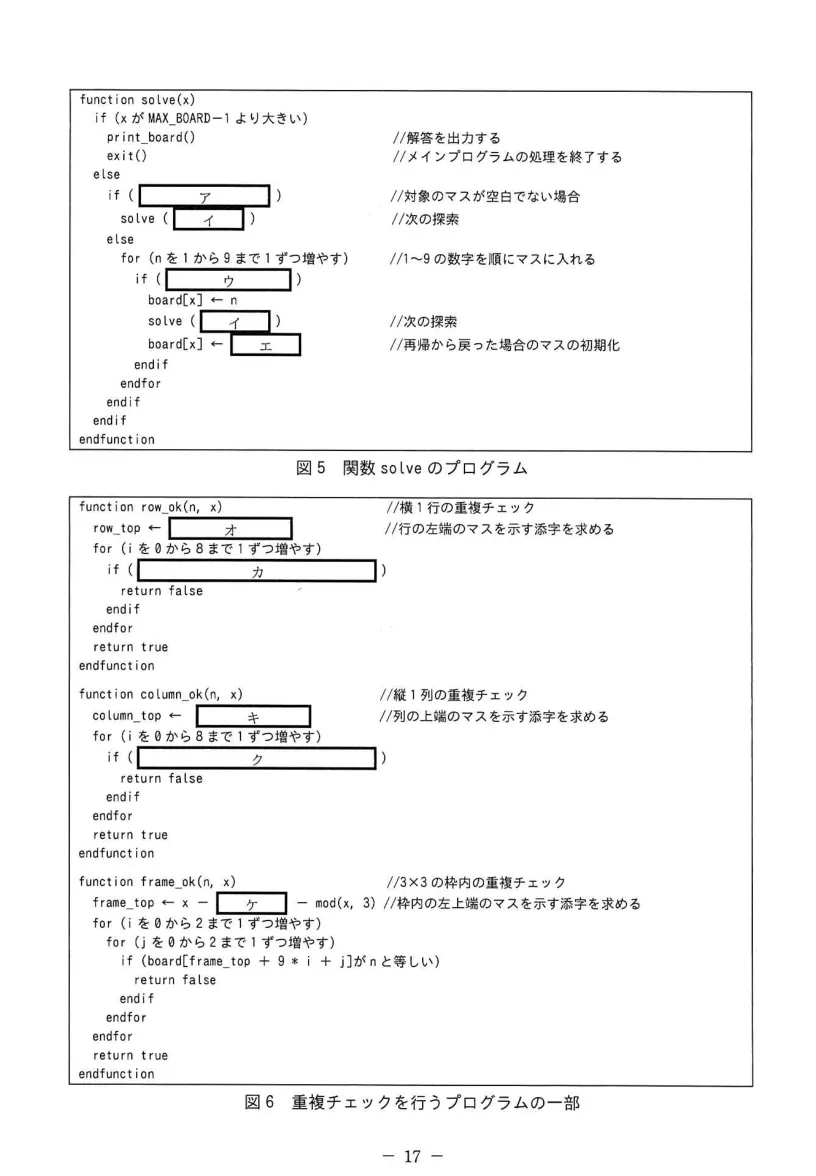 function solve(x)
if (x が MAX_BOARD−1 より大きい)
print_board() //解答を出力する
exit() //メインプログラムの処理を終了する
else
if ( ア ) //対象のマスが空白でない場合
solve ( イ ) //次の探索
else
for (n を 1 から 9 まで 1 ずつ増やす) //1〜9 の数字を順にマスに入れる
if ( ウ )
board[x] ← n
solve ( イ ) //次の探索
board[x] ← エ //再帰から戻った場合のマスの初期化
endif
endfor
endif
endif
endfunction
図 5 関数 solve のプログラム
function row_ok(n, x) //横 1 行の重複チェック
row_top ← オ //行の左端のマスを示す添字を求める
for (i を 0 から 8 まで 1 ずつ増やす)
if ( カ )
return false
endif
endfor
return true
endfunction
function column_ok(n, x) //縦 1 列の重複チェック
column_top ← キ //列の上端のマスを示す添字を求める
for (i を 0 から 8 まで 1 ずつ増やす)
if ( ク )
return false
endif
endfor
return true
endfunction
function frame_ok(n, x) //3×3 の枠内の重複チェック
frame_top ← x − ケ − mod(x, 3) //枠内の左上端のマスを示す添字を求める
for (i を 0 から 2 まで 1 ずつ増やす)
for (j を 0 から 2 まで 1 ずつ増やす)
if (board[frame_top + 9 * i + j]が n と等しい)
return false
endif
endfor
endfor
return true
endfunction
図 6 重複チェックを行うプログラムの一部
− 17 −